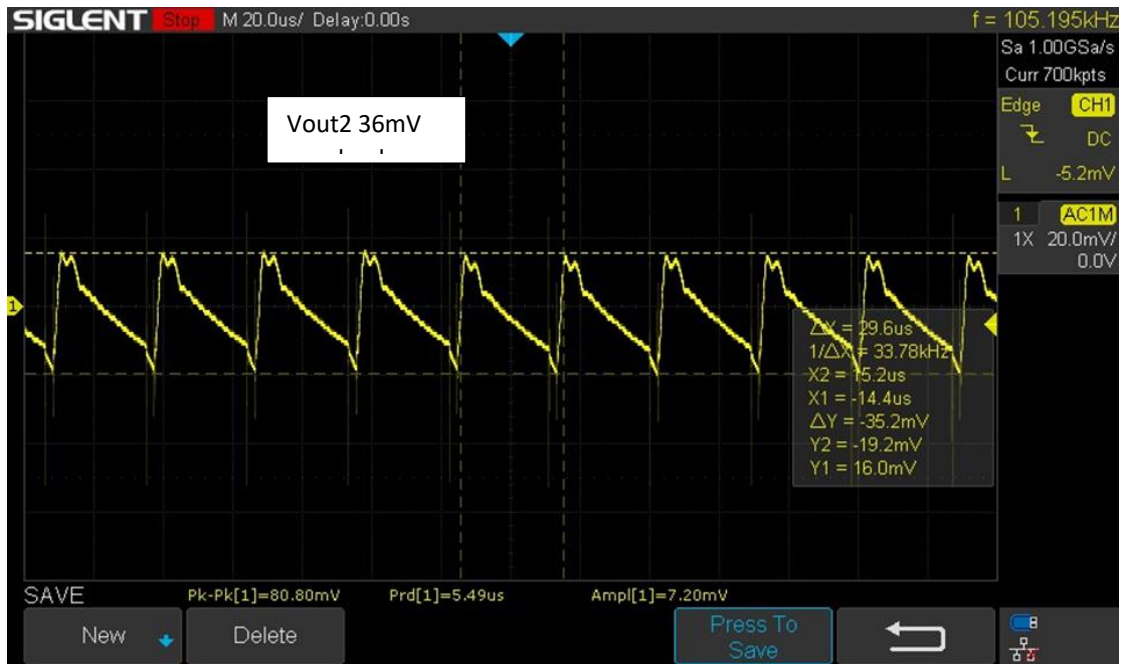 SIGLENT Stop M 20.0us/ Delay:0.00s f = 105.195kHz
Sa 1.00GSa/s
Curr 700kpts
Edge CH1
DC
L -5.2mV
1 AC1M
1X 20.0mV/
0.0V
Vout2 36mV
1
△X = 29.6us
1/△X = 33.78kHz
X2 = 15.2us
X1 = -14.4us
△Y = -35.2mV
Y2 = -19.2mV
Y1 = 16.0mV
SAVE Pk-Pk[1]=80.80mV Prd[1]=5.49us Ampl[1]=7.20mV
New Delete Press To
Save